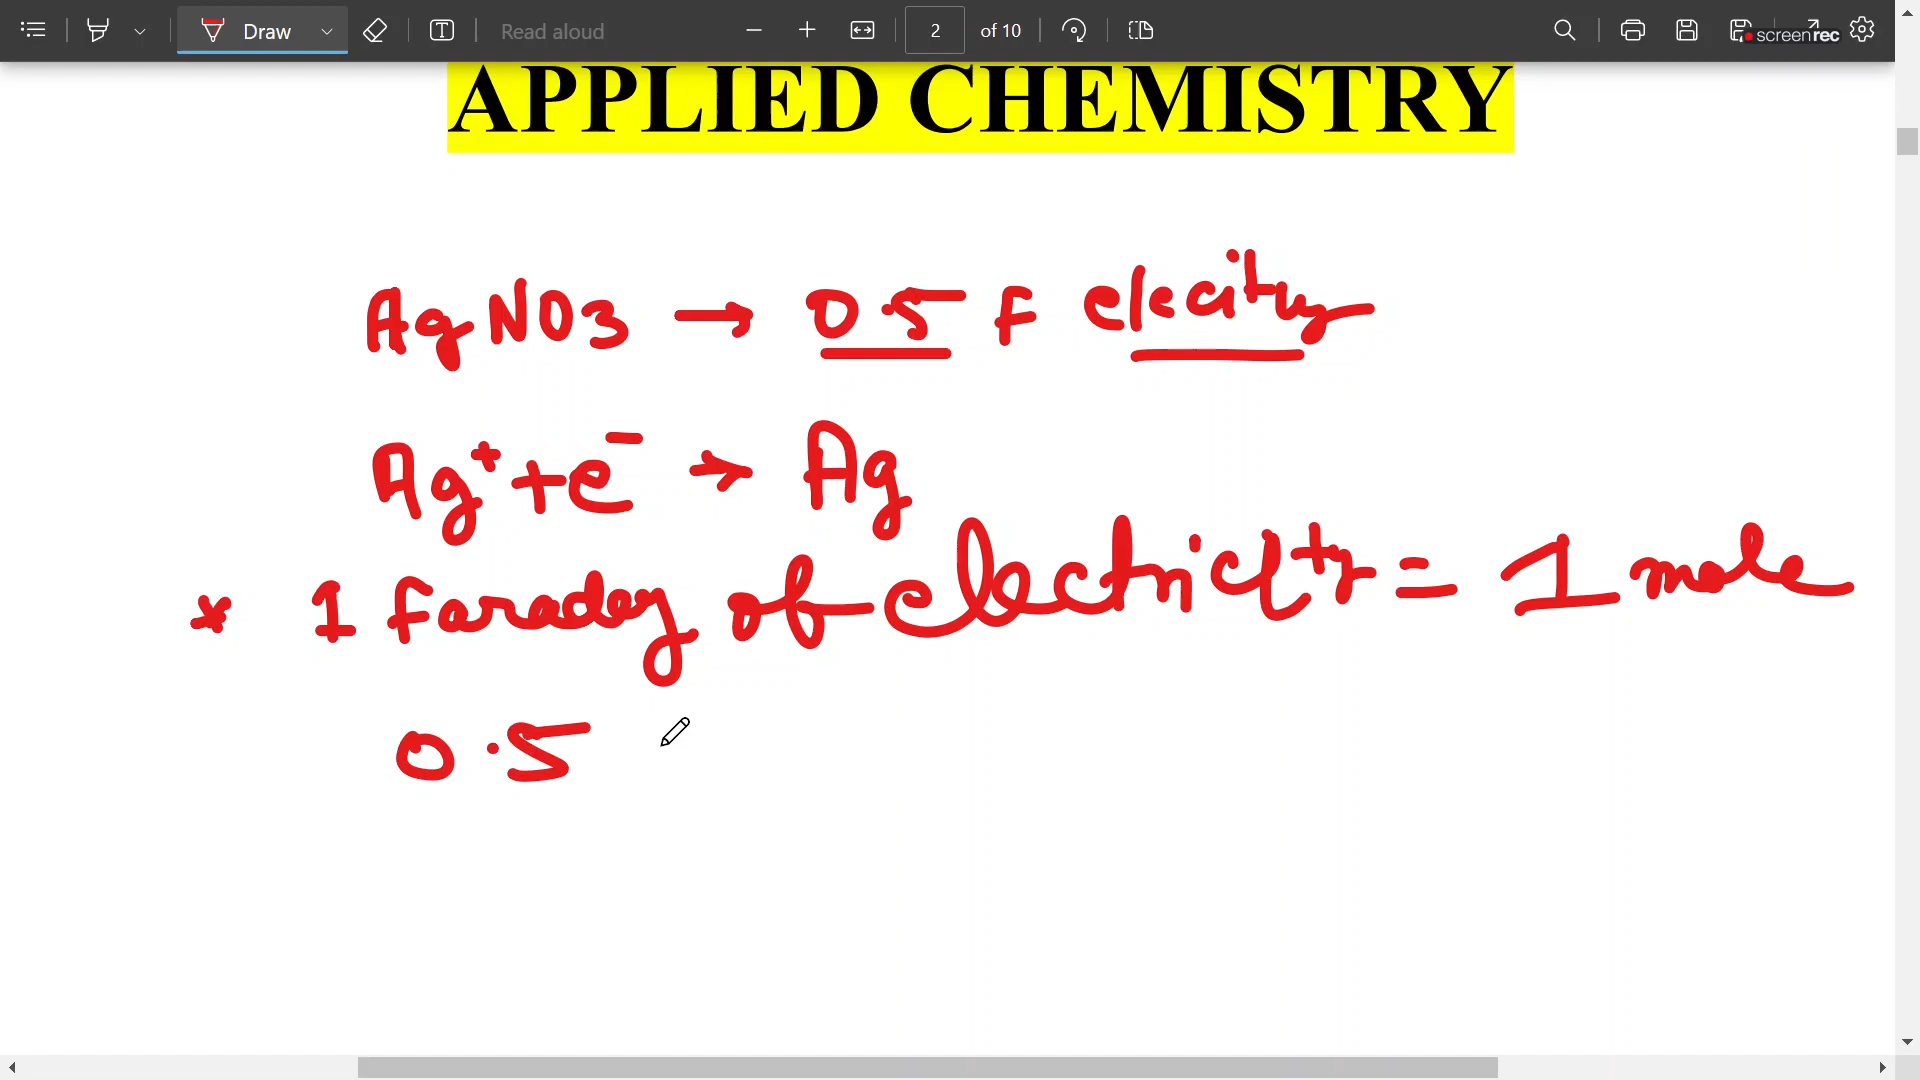 Draw
Read aloud
2 of 10
screenrec
APPLIED CHEMISTRY
AgNO3 → 0.5 F elecity
Ag⁺ + e⁻ → Ag
* 1 faraday of electricity = 1 mole
0.5